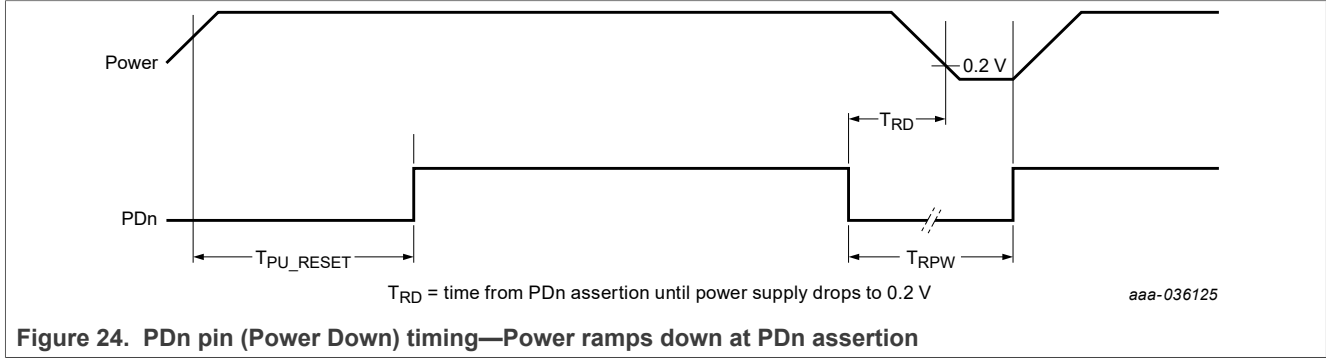 Power
0.2 V
TRD
PDn
TPU_RESET
TRPW
TRD = time from PDn assertion until power supply drops to 0.2 V
aaa-036125
Figure 24. PDn pin (Power Down) timing—Power ramps down at PDn assertion